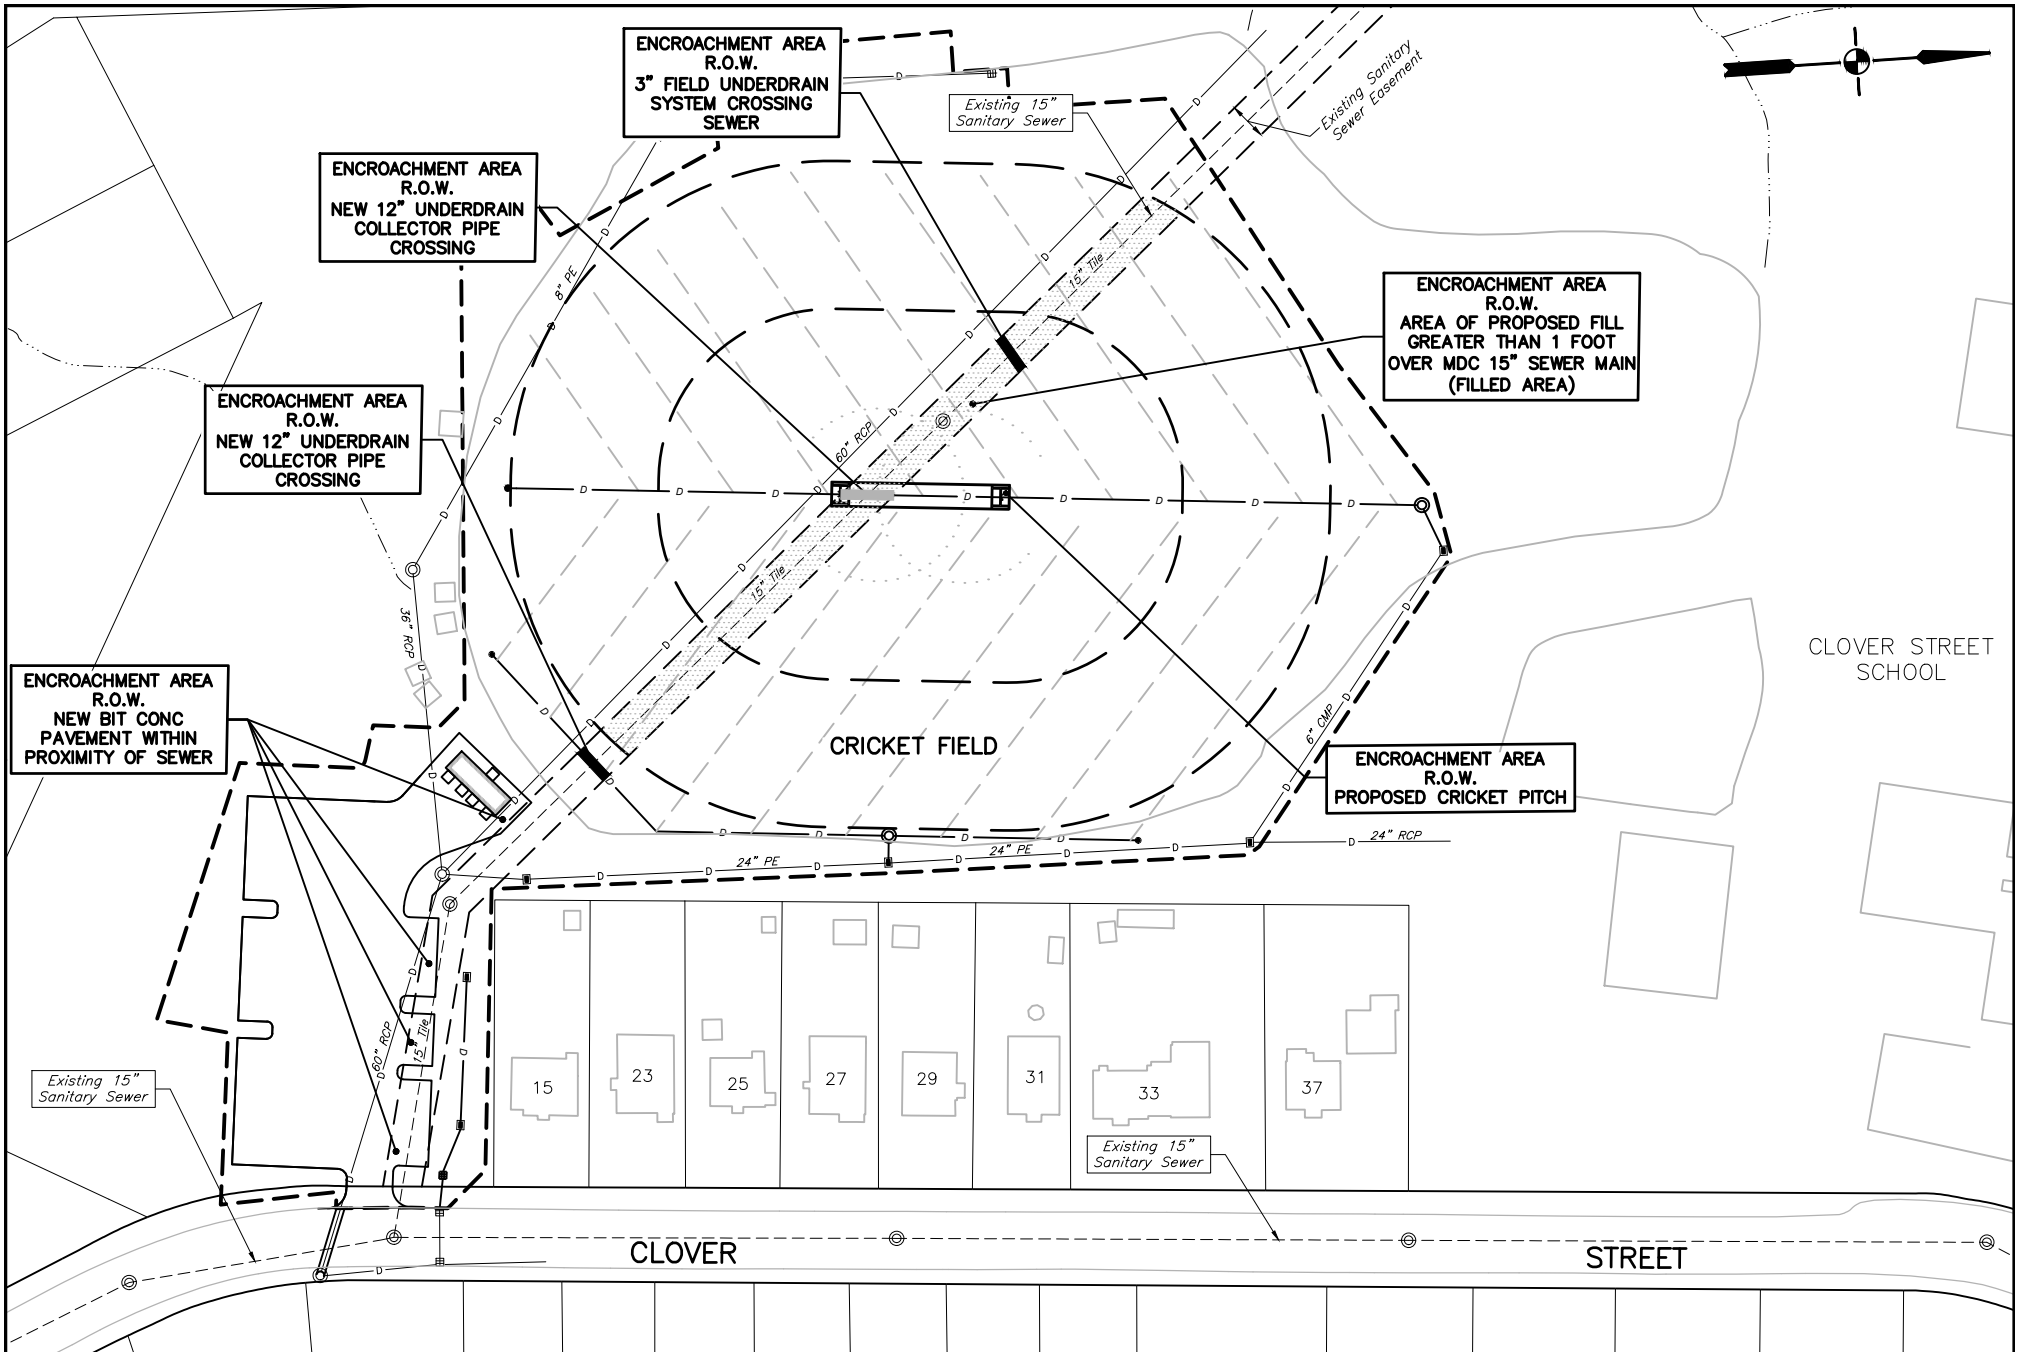 ENCROACHMENT AREA
R.O.W.
3" FIELD UNDERDRAIN
SYSTEM CROSSING
SEWER
Existing 15"
Sanitary Sewer
Existing Sanitary
Sewer Easement
ENCROACHMENT AREA
R.O.W.
NEW 12" UNDERDRAIN
COLLECTOR PIPE
CROSSING
8" PE
15" Tile
ENCROACHMENT AREA
R.O.W.
AREA OF PROPOSED FILL
GREATER THAN 1 FOOT
OVER MDC 15" SEWER MAIN
(FILLED AREA)
ENCROACHMENT AREA
R.O.W.
NEW 12" UNDERDRAIN
COLLECTOR PIPE
CROSSING
60" RCP
15" Tile
36" RCP
CLOVER STREET
SCHOOL
ENCROACHMENT AREA
R.O.W.
NEW BIT CONC
PAVEMENT WITHIN
PROXIMITY OF SEWER
6" CMP
CRICKET FIELD
ENCROACHMENT AREA
R.O.W.
PROPOSED CRICKET PITCH
24" PE
24" PE
24" RCP
60" RCP
15" Tile
Existing 15"
Sanitary Sewer
15
23
25
27
29
31
33
37
Existing 15"
Sanitary Sewer
CLOVER
STREET
D D D D D D D D D D D D D D D D D D D D D D D D D D D D D D D D D D D D D D D D D D D D D D